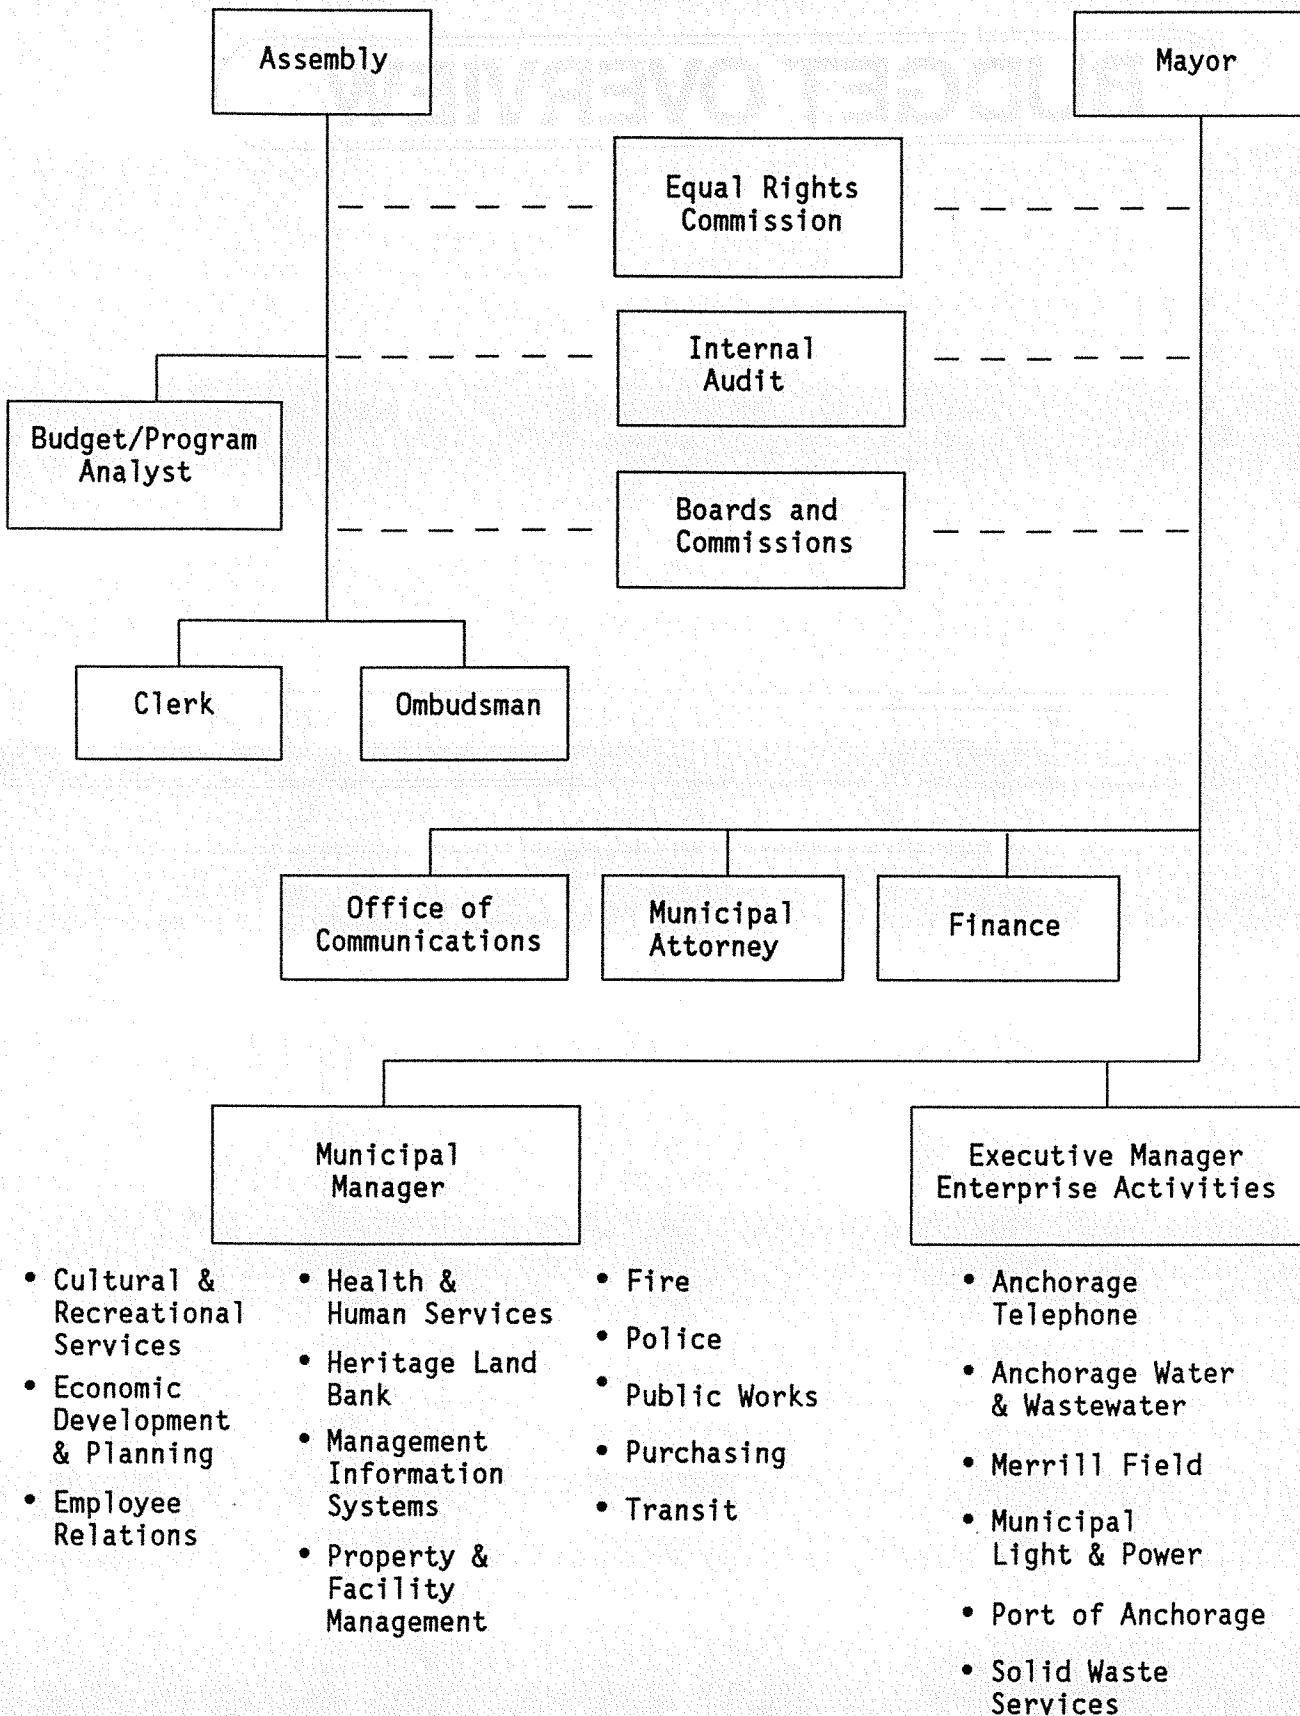 Assembly
Mayor
Equal Rights
Commission
Internal
Audit
Budget/Program
Analyst
Boards and
Commissions
Clerk
Ombudsman
Office of
Communications
Municipal
Attorney
Finance
Municipal
Manager
Executive Manager
Enterprise Activities
• Cultural &
Recreational
Services
• Economic
Development
& Planning
• Employee
Relations
• Health &
Human Services
• Heritage Land
Bank
• Management
Information
Systems
• Property &
Facility
Management
• Fire
• Police
• Public Works
• Purchasing
• Transit
• Anchorage
Telephone
• Anchorage Water
& Wastewater
• Merrill Field
• Municipal
Light & Power
• Port of Anchorage
• Solid Waste
Services